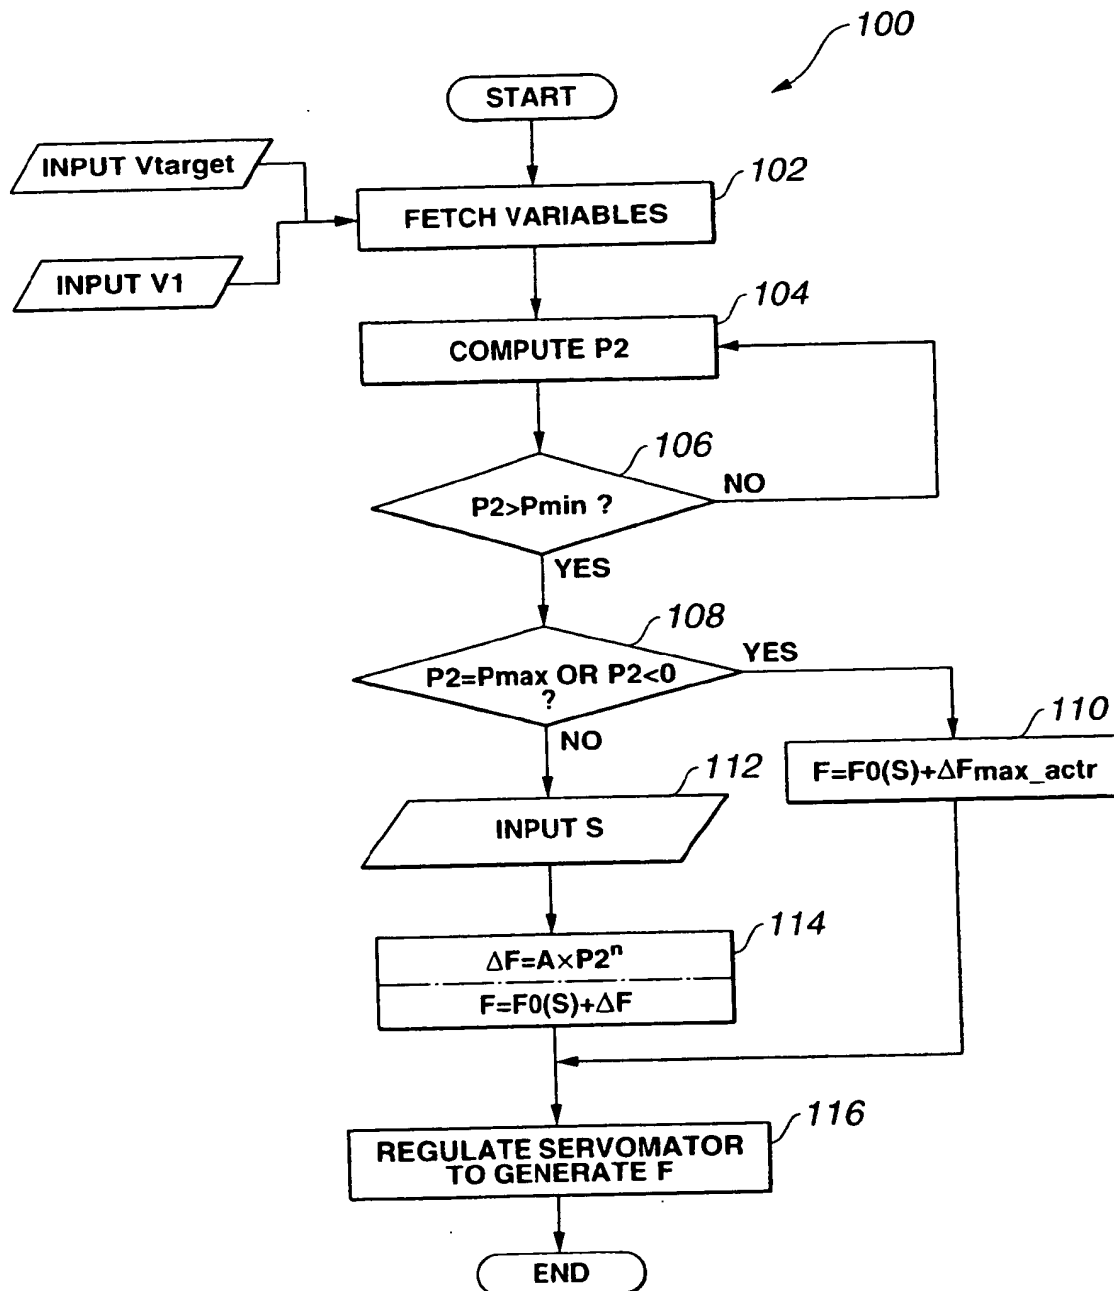 100
START
INPUT Vtarget
102
FETCH VARIABLES
INPUT V1
104
COMPUTE P2
106
P2>Pmin ?
NO
YES
108
P2=Pmax OR P2<0
?
YES
NO
110
F=F0(S)+ΔFmax_actr
112
INPUT S
114
ΔF=A×P2ⁿ
F=F0(S)+ΔF
116
REGULATE SERVOMATOR
TO GENERATE F
END